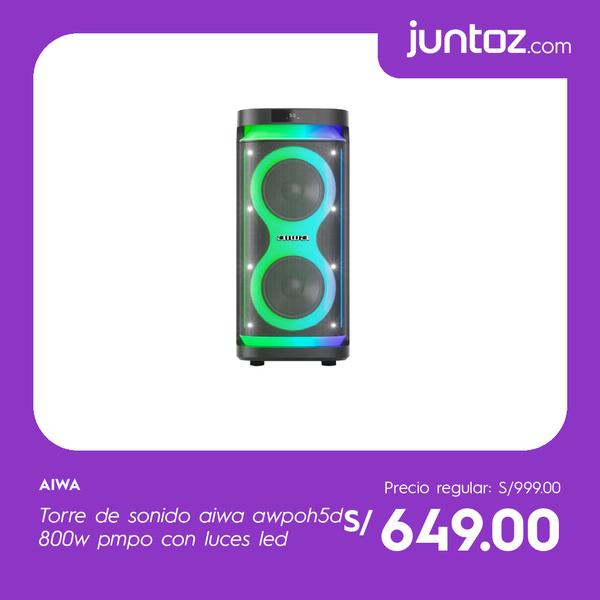 juntoz.com
aiwa
AIWA
Precio regular: S/999.00
Torre de sonido aiwa awpoh5d
800w pmpo con luces led
S/ 649.00